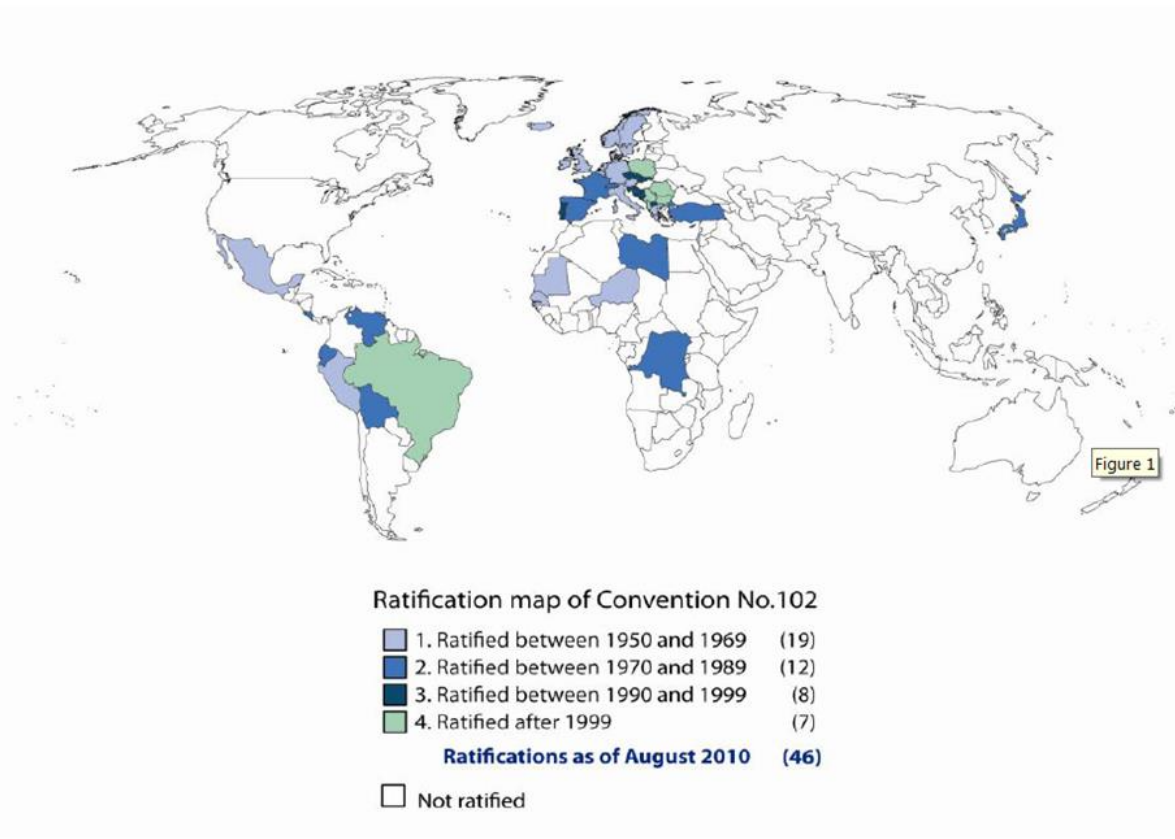 Figure 1
Ratification map of Convention No.102
1. Ratified between 1950 and 1969 (19)
2. Ratified between 1970 and 1989 (12)
3. Ratified between 1990 and 1999 (8)
4. Ratified after 1999 (7)
Ratifications as of August 2010 (46)
Not ratified